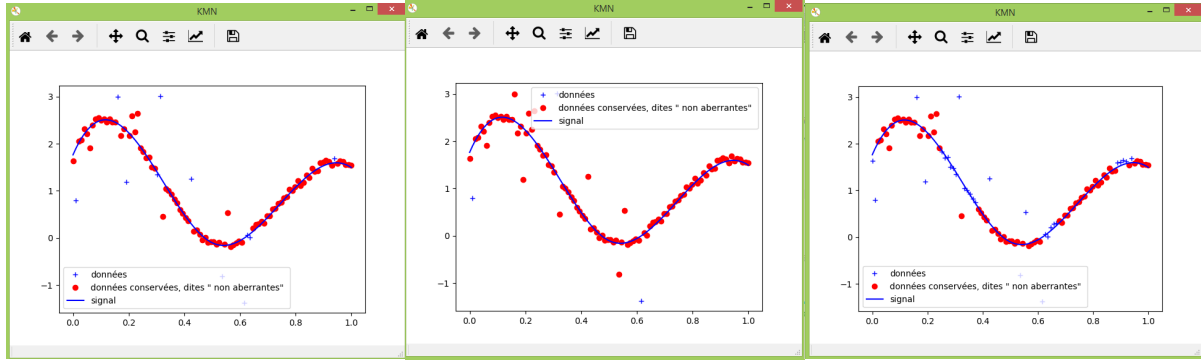 KMN
3
2
1
0
−1
données
données conservées, dites " non aberrantes"
signal
0.0 0.2 0.4 0.6 0.8 1.0
KMN
3
2
1
0
−1
données
données conservées, dites " non aberrantes"
signal
0.0 0.2 0.4 0.6 0.8 1.0
KMN
3
2
1
0
−1
données
données conservées, dites " non aberrantes"
signal
0.0 0.2 0.4 0.6 0.8 1.0